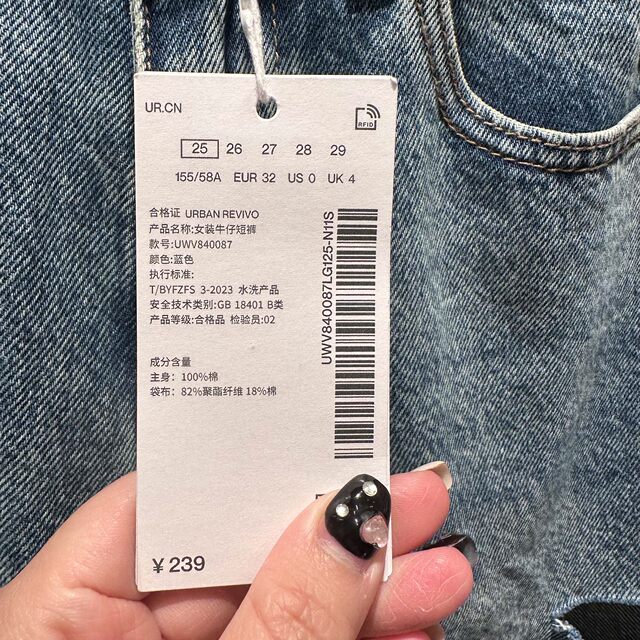 UR.CN
RFID
25 26 27 28 29
155/58A EUR 32 US 0 UK 4
合格证 URBAN REVIVO
产品名称:女装牛仔短裤
款号:UWV840087
颜色:蓝色
执行标准:
T/BYFZFS 3-2023 水洗产品
安全技术类别:GB 18401 B类
产品等级:合格品 检验员:02
成分含量
主身: 100%棉
袋布: 82%聚酯纤维 18%棉
UWV840087LG125-N11S
¥ 239